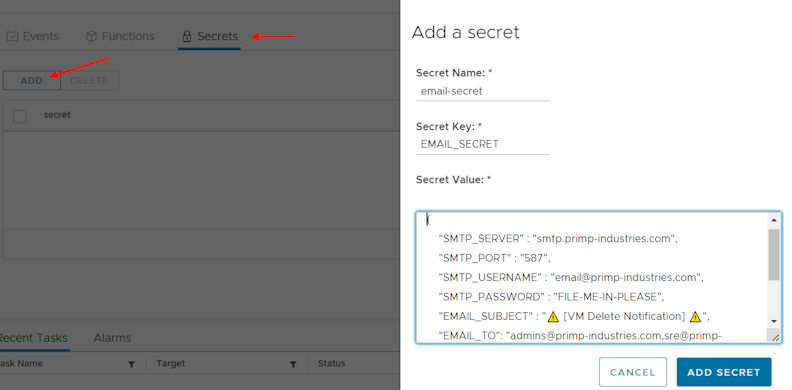 Events
Functions
Secrets
ADD
DELETE
secret
Recent Tasks
Alarms
Task Name
Target
Status
Add a secret
Secret Name: *
email-secret
Secret Key: *
EMAIL_SECRET
Secret Value: *
{
"SMTP_SERVER" : "smtp.primp-industries.com",
"SMTP_PORT" : "587",
"SMTP_USERNAME" : "email@primp-industries.com",
"SMTP_PASSWORD" : "FILE-ME-IN-PLEASE",
"EMAIL_SUBJECT" : "⚠️ [VM Delete Notification] ⚠️",
"EMAIL_TO": "admins@primp-industries.com,sre@primp-
CANCEL
ADD SECRET